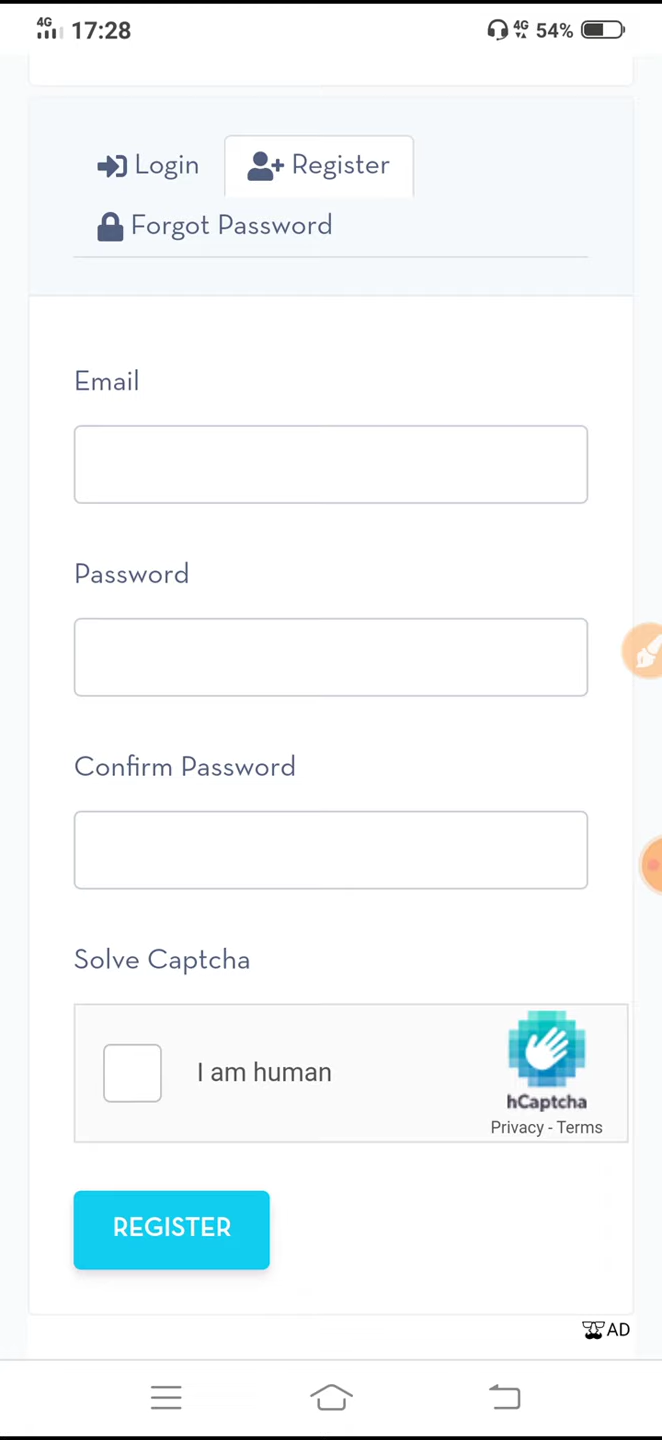 4G 17:28 4G 54%
Login Register
Forgot Password
Email
Password
Confirm Password
Solve Captcha
I am human
hCaptcha
Privacy - Terms
REGISTER
AD